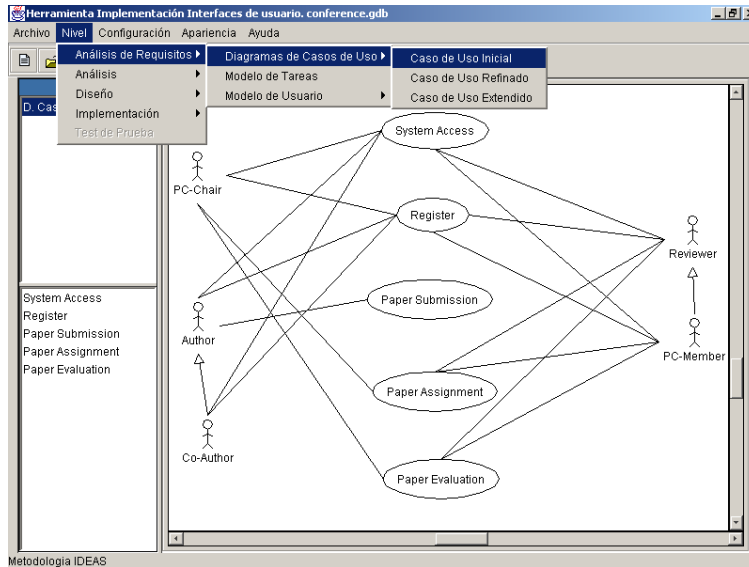 Herramienta Implementación Interfaces de usuario. conference.gdb
Archivo Nivel Configuración Apariencia Ayuda
Análisis de Requisitos
Análisis
Diseño
Implementación
Test de Prueba
Diagramas de Casos de Uso
Modelo de Tareas
Modelo de Usuario
Caso de Uso Inicial
Caso de Uso Refinado
Caso de Uso Extendido
D. Cas
System Access
Register
Paper Submission
Paper Assignment
Paper Evaluation
System Access
PC-Chair
Register
Reviewer
Paper Submission
Author
PC-Member
Paper Assignment
Co-Author
Paper Evaluation
Metodologia IDEAS